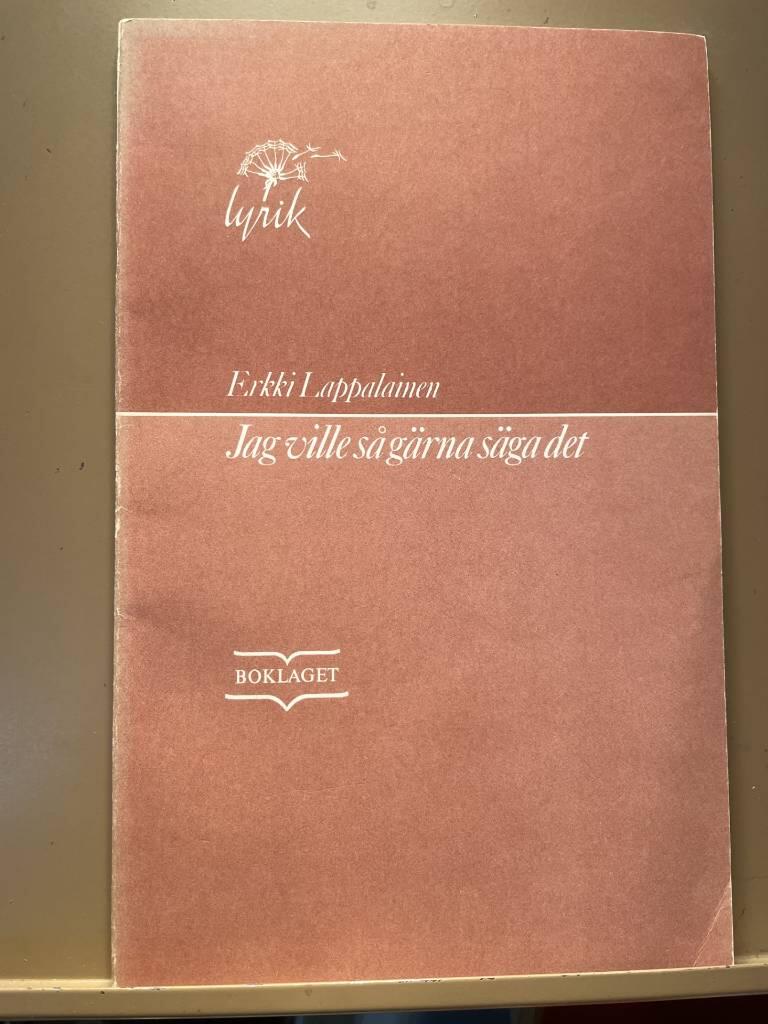 lyrik
Erkki Lappalainen
Jag ville så gärna säga det
BOKLAGET